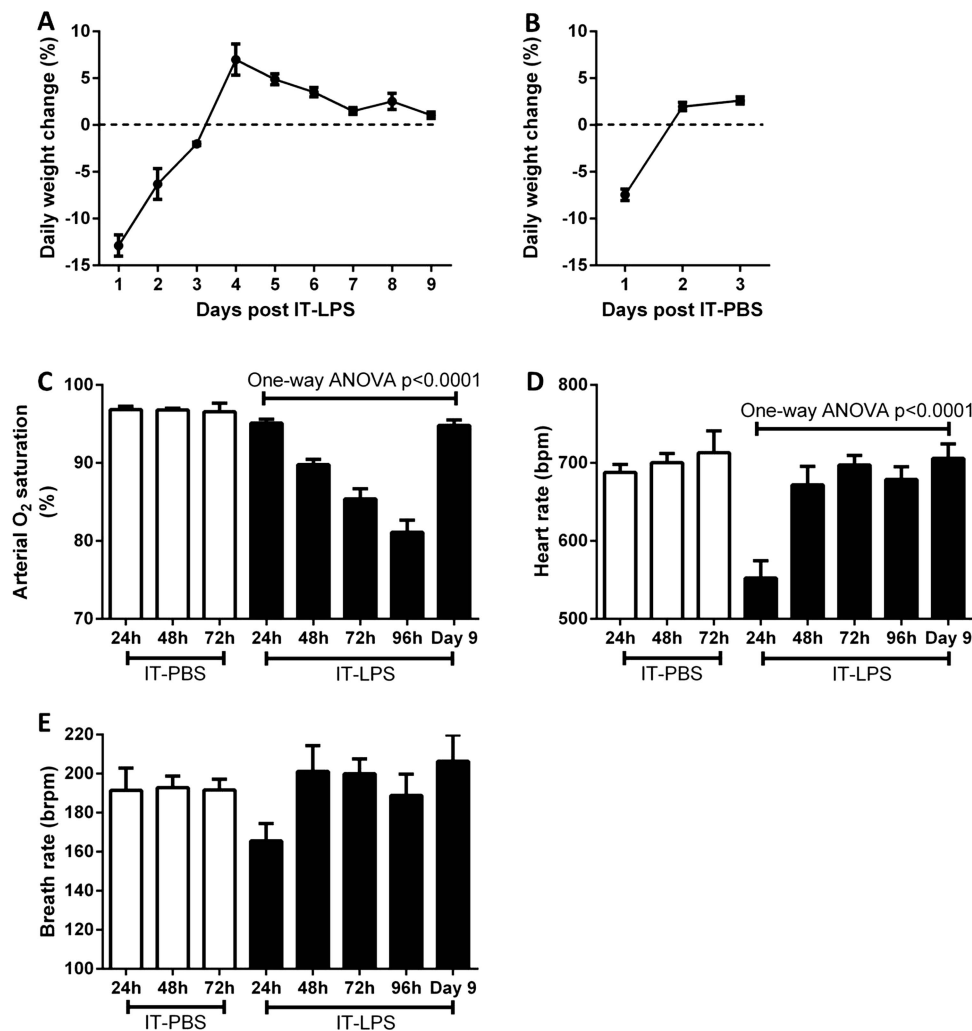 A
Daily weight change (%)
10
5
0
-5
-10
-15
1 2 3 4 5 6 7 8 9
Days post IT-LPS
B
Daily weight change (%)
10
5
0
-5
-10
-15
1 2 3
Days post IT-PBS
C
One-way ANOVA p<0.0001
Arterial O2 saturation
(%)
100
90
80
70
24h 48h 72h 24h 48h 72h 96h Day 9
IT-PBS IT-LPS
D
One-way ANOVA p<0.0001
Heart rate (bpm)
800
700
600
500
24h 48h 72h 24h 48h 72h 96h Day 9
IT-PBS IT-LPS
E
Breath rate (brpm)
220
200
180
160
140
120
100
24h 48h 72h 24h 48h 72h 96h Day 9
IT-PBS IT-LPS